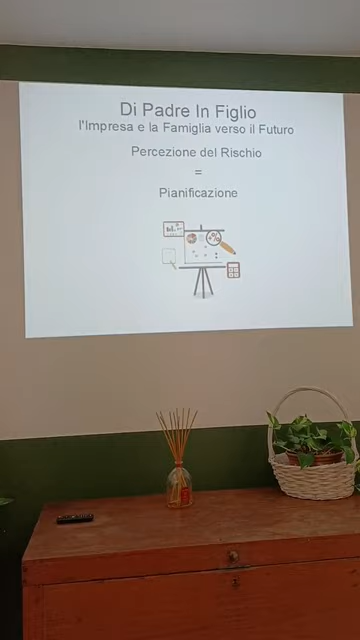 Di Padre In Figlio
l'Impresa e la Famiglia verso il Futuro
Percezione del Rischio
=
Pianificazione